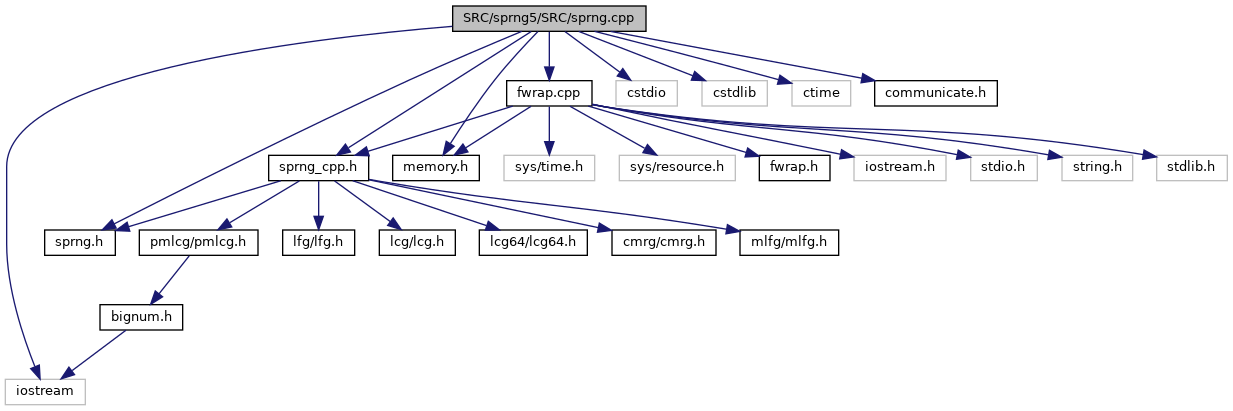 SRC/sprng5/SRC/sprng.cpp
fwrap.cpp
cstdio
cstdlib
ctime
communicate.h
sprng_cpp.h
memory.h
sys/time.h
sys/resource.h
fwrap.h
iostream.h
stdio.h
string.h
stdlib.h
sprng.h
pmlcg/pmlcg.h
lfg/lfg.h
lcg/lcg.h
lcg64/lcg64.h
cmrg/cmrg.h
mlfg/mlfg.h
bignum.h
iostream